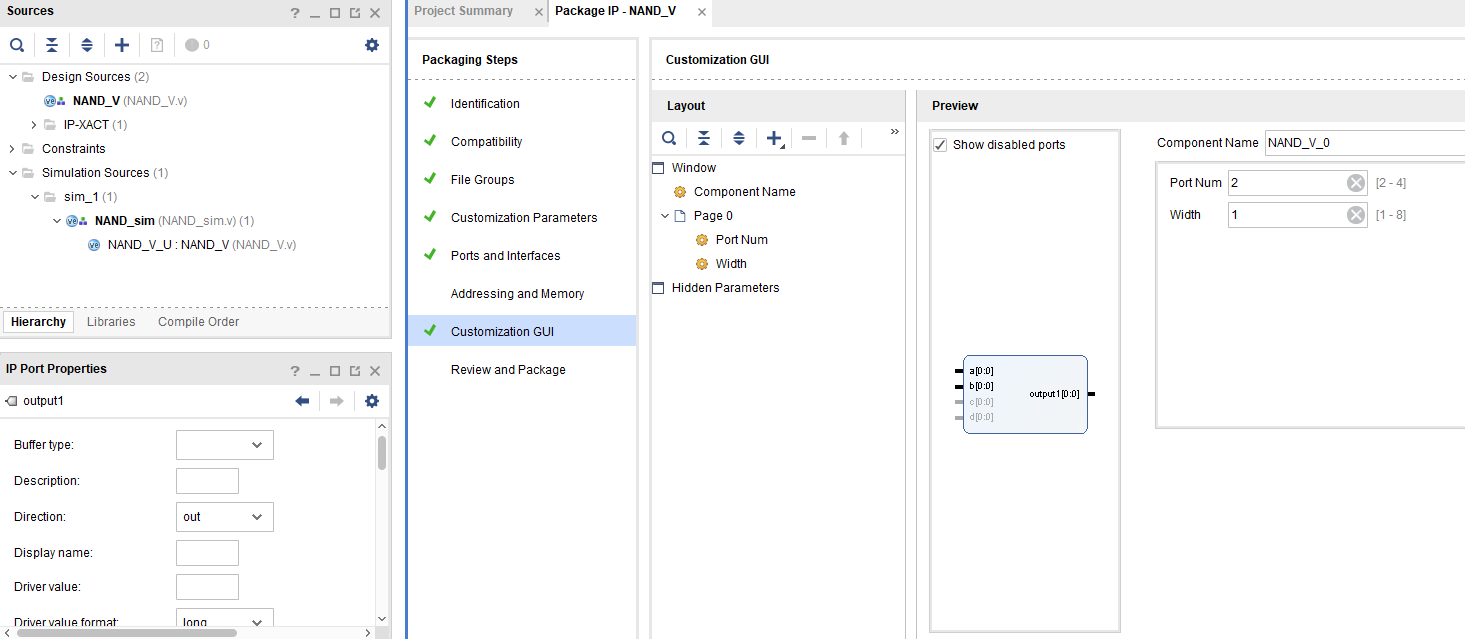 Sources
?
0
Design Sources (2)
NAND_V (NAND_V.v)
IP-XACT (1)
Constraints
Simulation Sources (1)
sim_1 (1)
NAND_sim (NAND_sim.v) (1)
NAND_V_U : NAND_V (NAND_V.v)
Hierarchy Libraries Compile Order
IP Port Properties
?
output1
Buffer type:
Description:
Direction: out
Display name:
Driver value:
Driver value format: long
Project Summary
Package IP - NAND_V
Packaging Steps
Identification
Compatibility
File Groups
Customization Parameters
Ports and Interfaces
Addressing and Memory
Customization GUI
Review and Package
Customization GUI
Layout
Window
Component Name
Page 0
Port Num
Width
Hidden Parameters
Preview
Show disabled ports
a[0:0]
b[0:0]
c[0:0]
d[0:0]
output1[0:0]
Component Name NAND_V_0
Port Num 2 [2 - 4]
Width 1 [1 - 8]